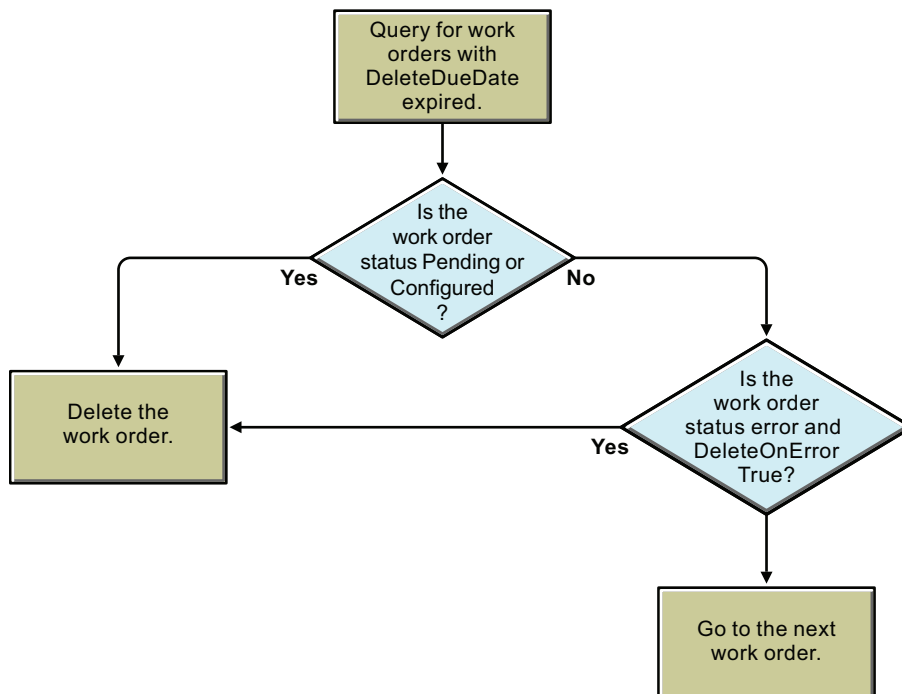 Query for work
orders with
DeleteDueDate
expired.
Is the
work order
status Pending or
Configured
?
Yes
No
Delete the
work order.
Is the
work order
status error and
DeleteOnError
True?
Yes
Go to the next
work order.